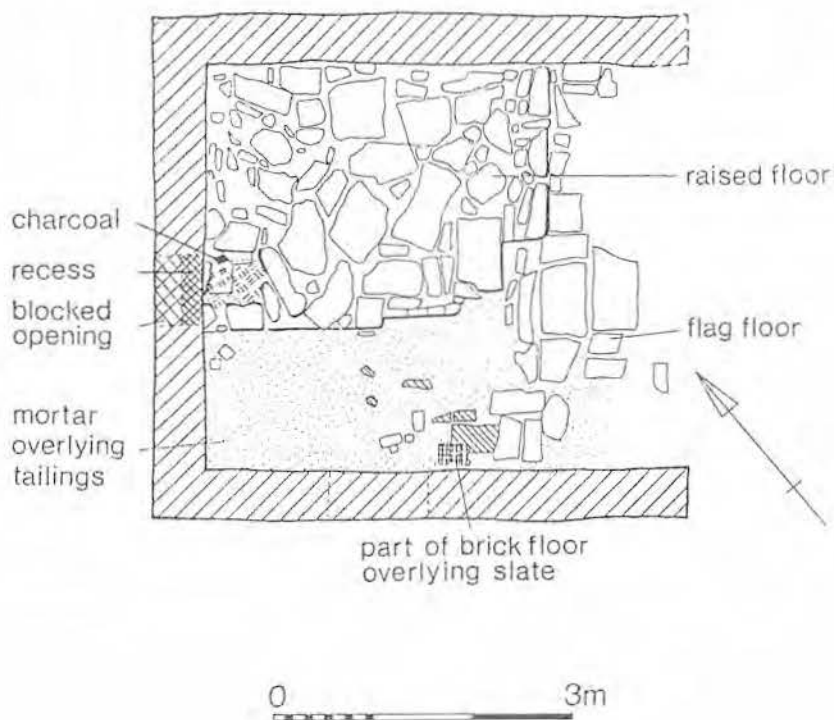 raised floor
charcoal
recess
blocked
opening
flag floor
mortar
overlying
tailings
part of brick floor
overlying slate
0 3m